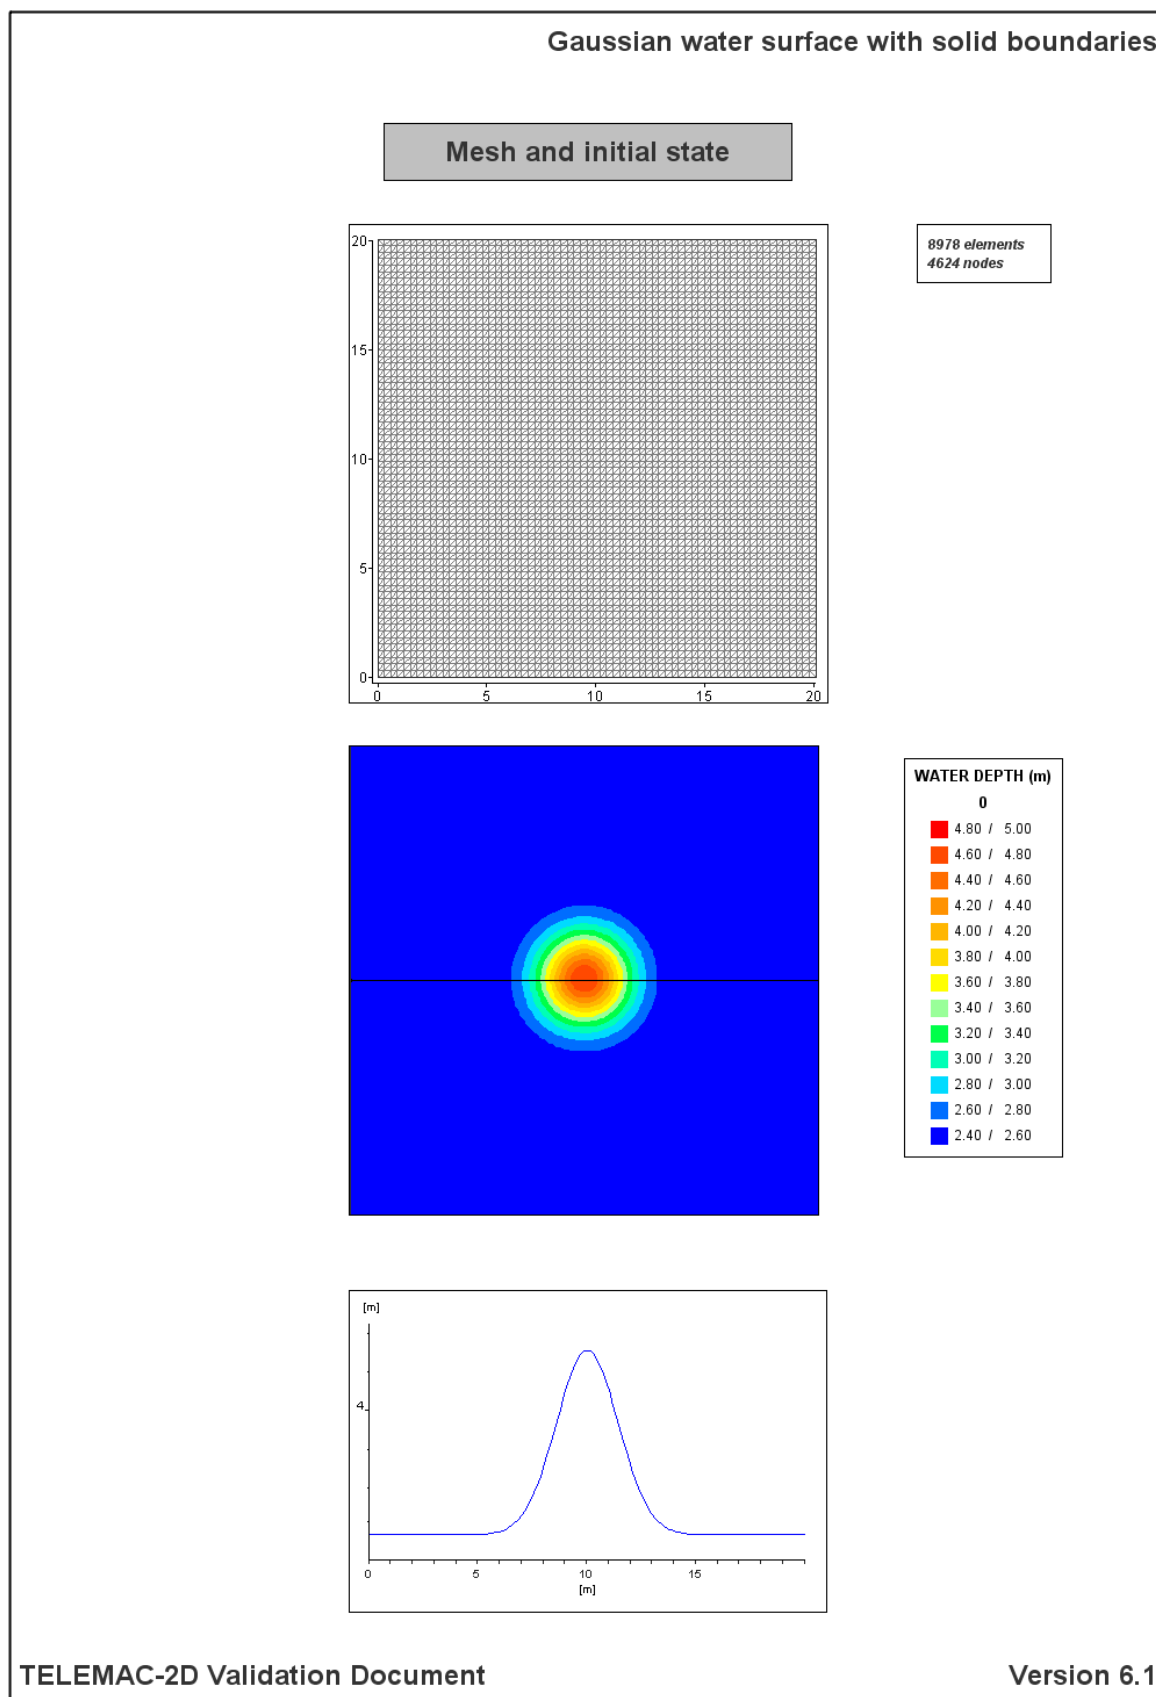 Gaussian water surface with solid boundaries
Mesh and initial state
8978 elements
4624 nodes
20
15
10
5
0
0 5 10 15 20
WATER DEPTH (m)
0
4.80 / 5.00
4.60 / 4.80
4.40 / 4.60
4.20 / 4.40
4.00 / 4.20
3.80 / 4.00
3.60 / 3.80
3.40 / 3.60
3.20 / 3.40
3.00 / 3.20
2.80 / 3.00
2.60 / 2.80
2.40 / 2.60
[m]
4
0 5 10 15
[m]
TELEMAC-2D Validation Document Version 6.1